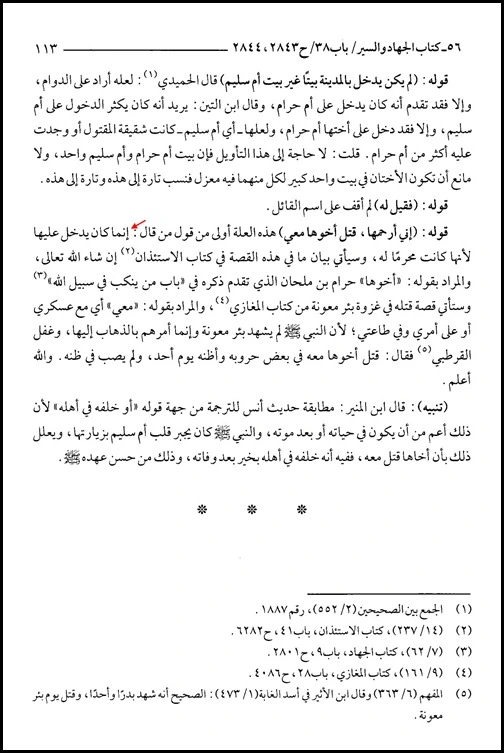 ٥٦ـ كتاب الجهاد والسير / باب ٣٨/ ح ٢٨٤٣، ٢٨٤٤ ١١٣
قوله: (لم يكن يدخل بالمدينة بيتًا غير بيت أم سليم) قال الحميدي(١): لعله أراد على الدوام،
وإلا فقد تقدم أنه كان يدخل على أم حرام، وقال ابن التين: يريد أنه كان يكثر الدخول على أم
سليم، وإلا فقد دخل على أختها أم حرام، ولعلها ـ أي أم سليم ـ كانت شقيقة المقتول أو وجدت
عليه أكثر من أم حرام. قلت: لا حاجة إلى هذا التأويل فإن بيت أم حرام وأم سليم واحد، ولا
مانع أن تكون الأختان في بيت واحد كبير لكل منهما فيه معزل فنسب تارة إلى هذه وتارة إلى هذه.
قوله: (فقيل له) لم أقف على اسم القائل.
قوله: (إني أرحمها، قتل أخوها معي) هذه العلة أولى من قول من قال: إنما كان يدخل عليها
لأنها كانت محرمًا له، وسيأتي بيان ما في هذه القصة في كتاب الاستئذان(٢) إن شاء الله تعالى،
والمراد بقوله: «أخوها» حرام بن ملحان الذي تقدم ذكره في «باب من ينكب في سبيل الله»(٣)
وستأتي قصة قتله في غزوة بئر معونة من كتاب المغازي(٤)، والمراد بقوله: «معي» أي مع عسكري
أو على أمري وفي طاعتي؛ لأن النبي ﷺ لم يشهد بئر معونة وإنما أمرهم بالذهاب إليها، وغفل
القرطبي(٥) فقال: قتل أخوها معه في بعض حروبه وأظنه يوم أحد، ولم يصب في ظنه. والله
أعلم.
(تنبيه): قال ابن المنير: مطابقة حديث أنس للترجمة من جهة قوله «أو خلفه في أهله» لأن
ذلك أعم من أن يكون في حياته أو بعد موته، والنبي ﷺ كان يجبر قلب أم سليم بزيارتها، ويعلل
ذلك بأن أخاها قتل معه، ففيه أنه خلفه في أهله بخير بعد وفاته، وذلك من حسن عهده ﷺ.
* * *
(١) الجمع بين الصحيحين (٢/ ٥٥٢)، رقم ١٨٨٧.
(٢) (١٤/ ٢٣٧)، كتاب الاستئذان، باب ٤١، ح ٦٢٨٢.
(٣) (٧/ ٦٢)، كتاب الجهاد، باب ٩، ح ٢٨٠١.
(٤) (٩/ ١٦١)، كتاب المغازي، باب ٢٨، ح ٤٠٨٦.
(٥) المفهم (٦/ ٣٦٣) وقال ابن الأثير في أسد الغابة (١/ ٤٧٣): الصحيح أنه شهد بدرًا وأحدًا، وقتل يوم بئر
معونة.